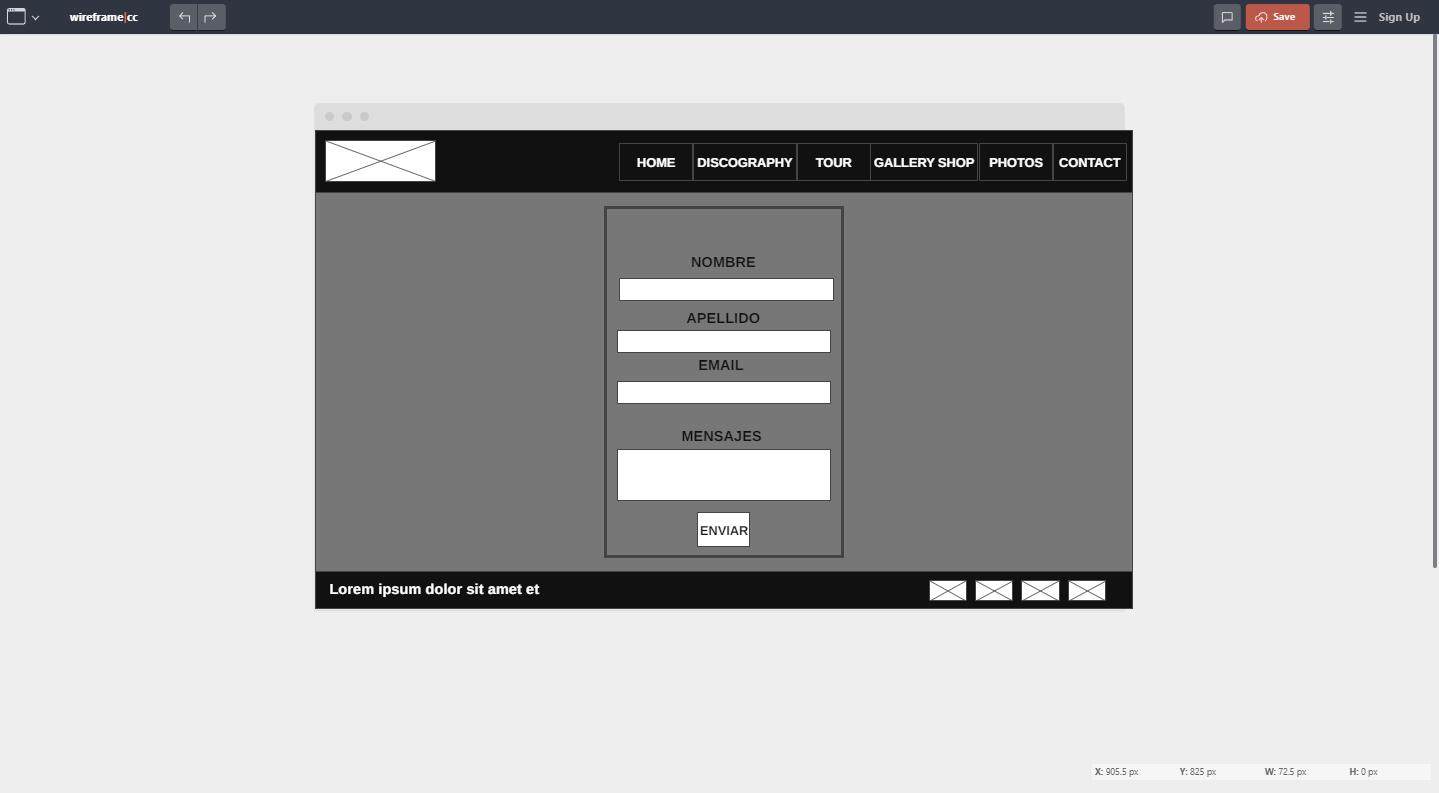 wireframe|cc
Save
Sign Up
HOME DISCOGRAPHY TOUR GALLERY SHOP PHOTOS CONTACT
NOMBRE
APELLIDO
EMAIL
MENSAJES
ENVIAR
Lorem ipsum dolor sit amet et
X: 905.5 px Y: 825 px W: 72.5 px H: 0 px